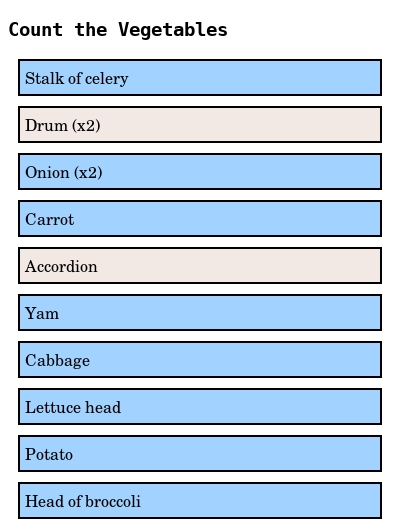 Count the Vegetables
Stalk of celery
Drum (x2)
Onion (x2)
Carrot
Accordion
Yam
Cabbage
Lettuce head
Potato
Head of broccoli